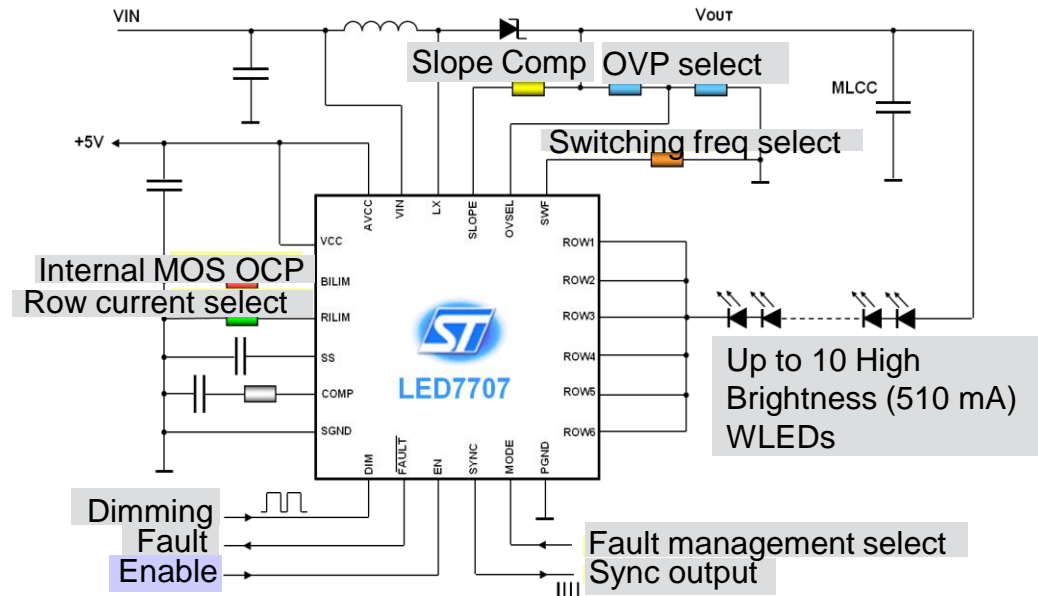 VIN
VOUT
Slope Comp
OVP select
MLCC
+5V
Switching freq select
AVCC
VIN
LX
SLOPE
OVSEL
SWF
VCC
ROW1
Internal MOS OCP
BILIM
ROW2
Row current select
RILIM
ROW3
ST
SS
ROW4
LED7707
COMP
ROW5
SGND
ROW6
Up to 10 High
Brightness (510 mA)
WLEDs
DIM
FAULT
EN
SYNC
MODE
PGND
Dimming
Fault
Fault management select
Enable
Sync output